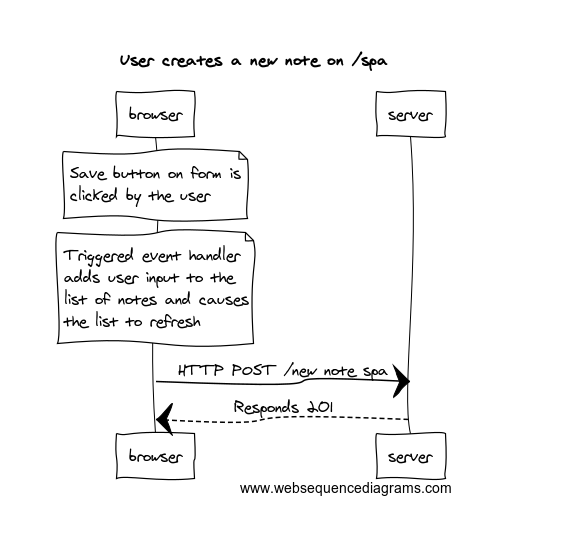 User creates a new note on /spa
browser
server
Save button on form is
clicked by the user
Triggered event handler
adds user input to the
list of notes and causes
the list to refresh
HTTP POST /new note spa
Responds 201
browser
server
www.websequencediagrams.com